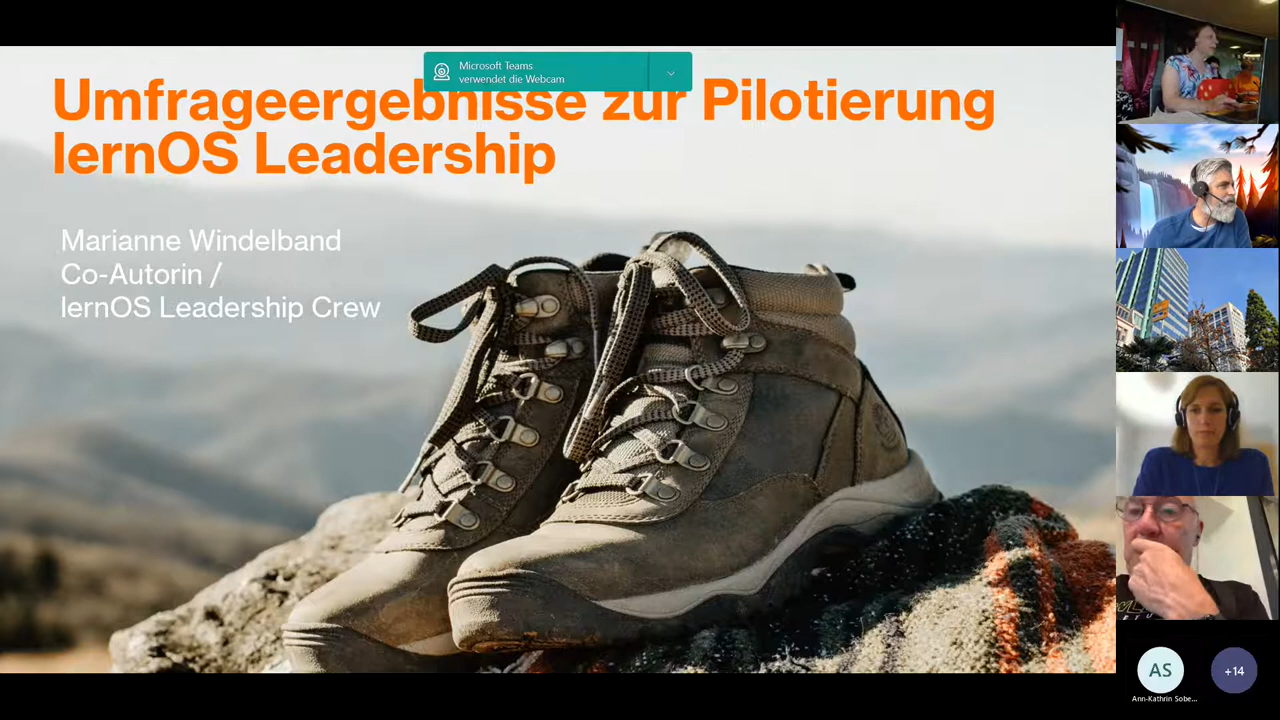 Microsoft Teams
verwendet die Webcam
Umfrageergebnisse zur Pilotierung
lernOS Leadership
Marianne Windelband
Co-Autorin /
lernOS Leadership Crew
AS
+14
Ann-Kathrin Sobe...